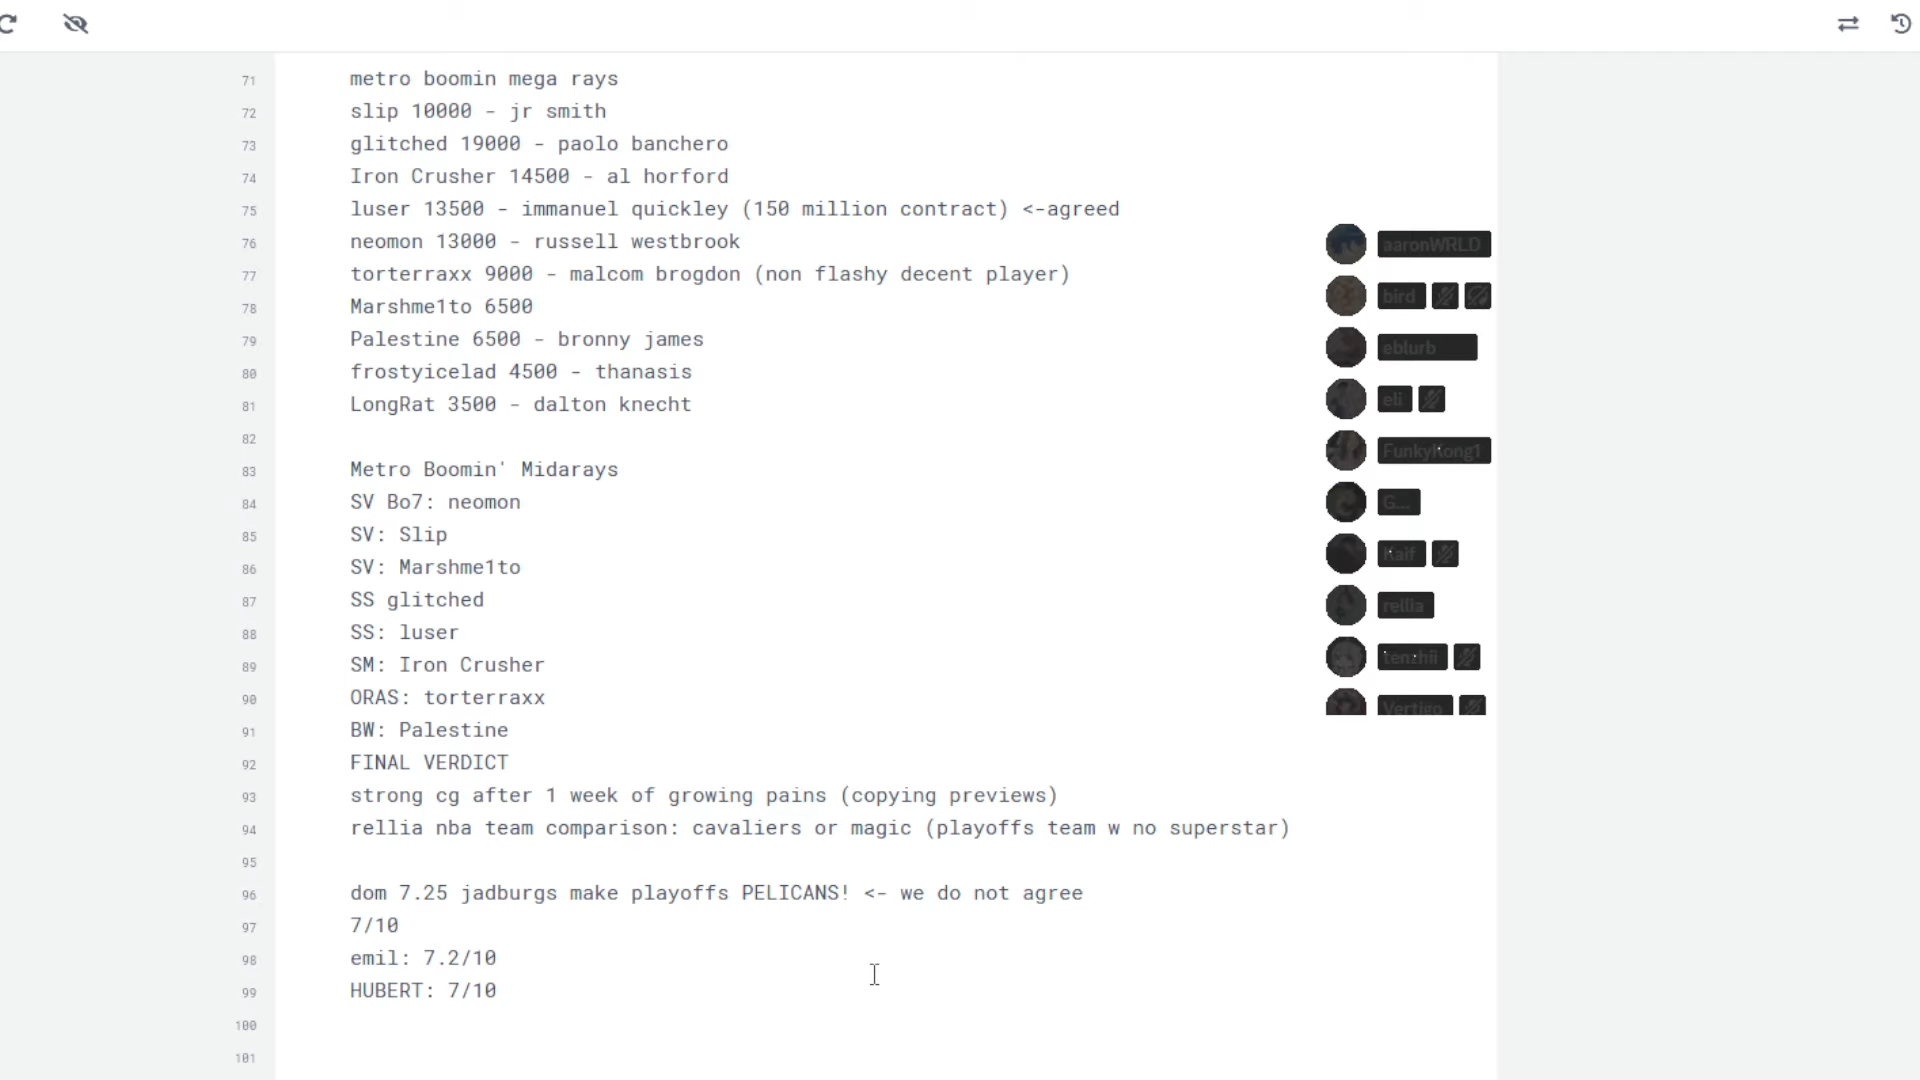 71 metro boomin mega rays
72 slip 10000 - jr smith
73 glitched 19000 - paolo banchero
74 Iron Crusher 14500 - al horford
75 luser 13500 - immanuel quickley (150 million contract) <-agreed
76 neomon 13000 - russell westbrook
77 torterraxx 9000 - malcom brogdon (non flashy decent player)
78 Marshme1to 6500
79 Palestine 6500 - bronny james
80 frostyicelad 4500 - thanasis
81 LongRat 3500 - dalton knecht
82
83 Metro Boomin' Midarays
84 SV Bo7: neomon
85 SV: Slip
86 SV: Marshme1to
87 SS glitched
88 SS: luser
89 SM: Iron Crusher
90 ORAS: torterraxx
91 BW: Palestine
92 FINAL VERDICT
93 strong cg after 1 week of growing pains (copying previews)
94 rellia nba team comparison: cavaliers or magic (playoffs team w no superstar)
95
96 dom 7.25 jadburgs make playoffs PELICANS! <- we do not agree
97 7/10
98 emil: 7.2/10
99 HUBERT: 7/10
100
101
aaronWRLD
bird
eblurb
eli
FunkyKong1
G...
Kaif
rellia
tenzhii
Vertigo